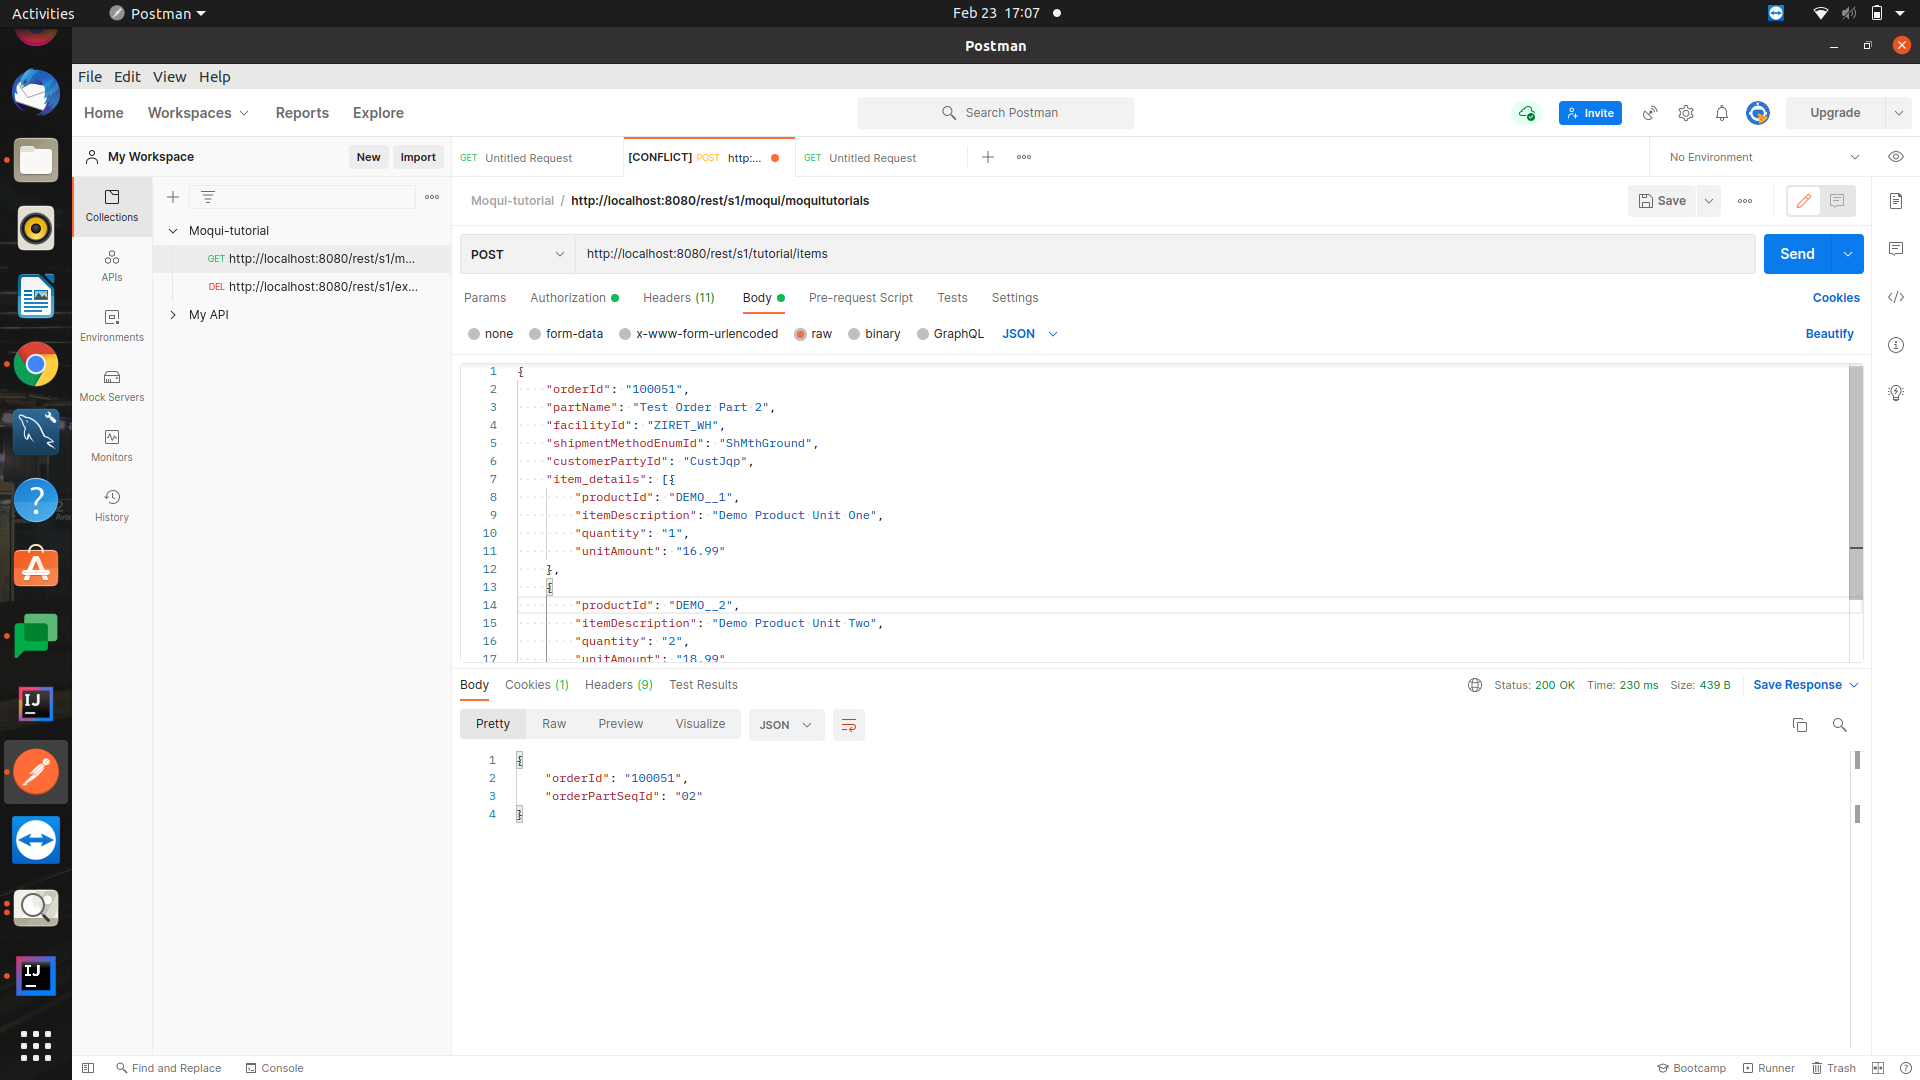 Activities
Postman
Feb 23 17:07
Postman
File Edit View Help
Home Workspaces Reports Explore
Search Postman
Invite
Upgrade
My Workspace
New Import
GET Untitled Request
[CONFLICT] POST http:...
GET Untitled Request
No Environment
Collections
APIs
Environments
Mock Servers
Monitors
History
Moqui-tutorial
GET http://localhost:8080/rest/s1/m...
DEL http://localhost:8080/rest/s1/ex...
My API
Moqui-tutorial / http://localhost:8080/rest/s1/moqui/moquitutorials
Save
POST http://localhost:8080/rest/s1/tutorial/items
Send
Params Authorization Headers (11) Body Pre-request Script Tests Settings
Cookies
none form-data x-www-form-urlencoded raw binary GraphQL JSON
Beautify
1 {
2 "orderId": "100051",
3 "partName": "Test Order Part 2",
4 "facilityId": "ZIRET_WH",
5 "shipmentMethodEnumId": "ShMthGround",
6 "customerPartyId": "CustJqp",
7 "item_details": [{
8 "productId": "DEMO__1",
9 "itemDescription": "Demo Product Unit One",
10 "quantity": "1",
11 "unitAmount": "16.99"
12 },
13 {
14 "productId": "DEMO__2",
15 "itemDescription": "Demo Product Unit Two",
16 "quantity": "2",
17 "unitAmount": "18.99"
Body Cookies (1) Headers (9) Test Results
Status: 200 OK Time: 230 ms Size: 439 B Save Response
Pretty Raw Preview Visualize JSON
1 {
2 "orderId": "100051",
3 "orderPartSeqId": "02"
4 }
Find and Replace Console
Bootcamp Runner Trash